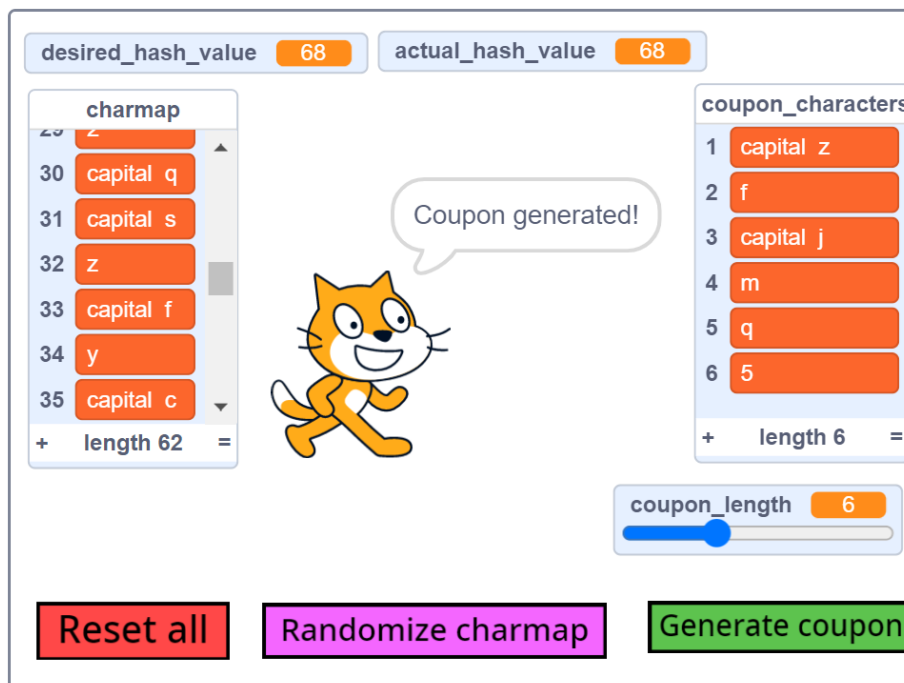 desired_hash_value 68
actual_hash_value 68
charmap
29 z
30 capital q
31 capital s
32 z
33 capital f
34 y
35 capital c
+ length 62 =
Coupon generated!
coupon_characters
1 capital z
2 f
3 capital j
4 m
5 q
6 5
+ length 6 =
coupon_length 6
Reset all
Randomize charmap
Generate coupon